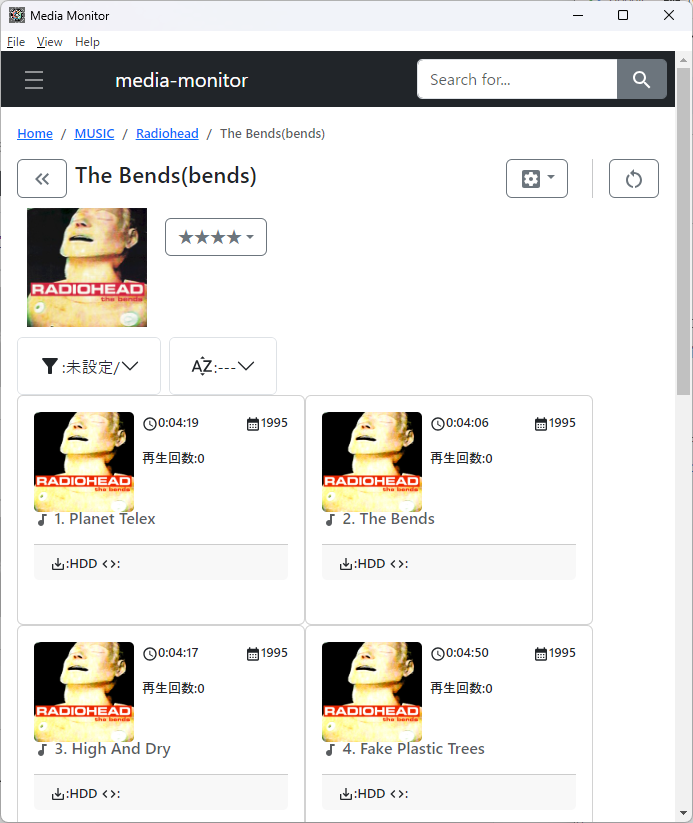 Media Monitor
File View Help
media-monitor
Search for...
Home / MUSIC / Radiohead / The Bends(bends)
The Bends(bends)
★★★★
RADIOHEAD
the bends
:未設定/
AZ:---
0:04:19 1995
再生回数:0
RADIOHEAD
the bends
1. Planet Telex
:HDD <>:
0:04:06 1995
再生回数:0
RADIOHEAD
the bends
2. The Bends
:HDD <>:
0:04:17 1995
再生回数:0
RADIOHEAD
the bends
3. High And Dry
:HDD <>:
0:04:50 1995
再生回数:0
RADIOHEAD
the bends
4. Fake Plastic Trees
:HDD <>: